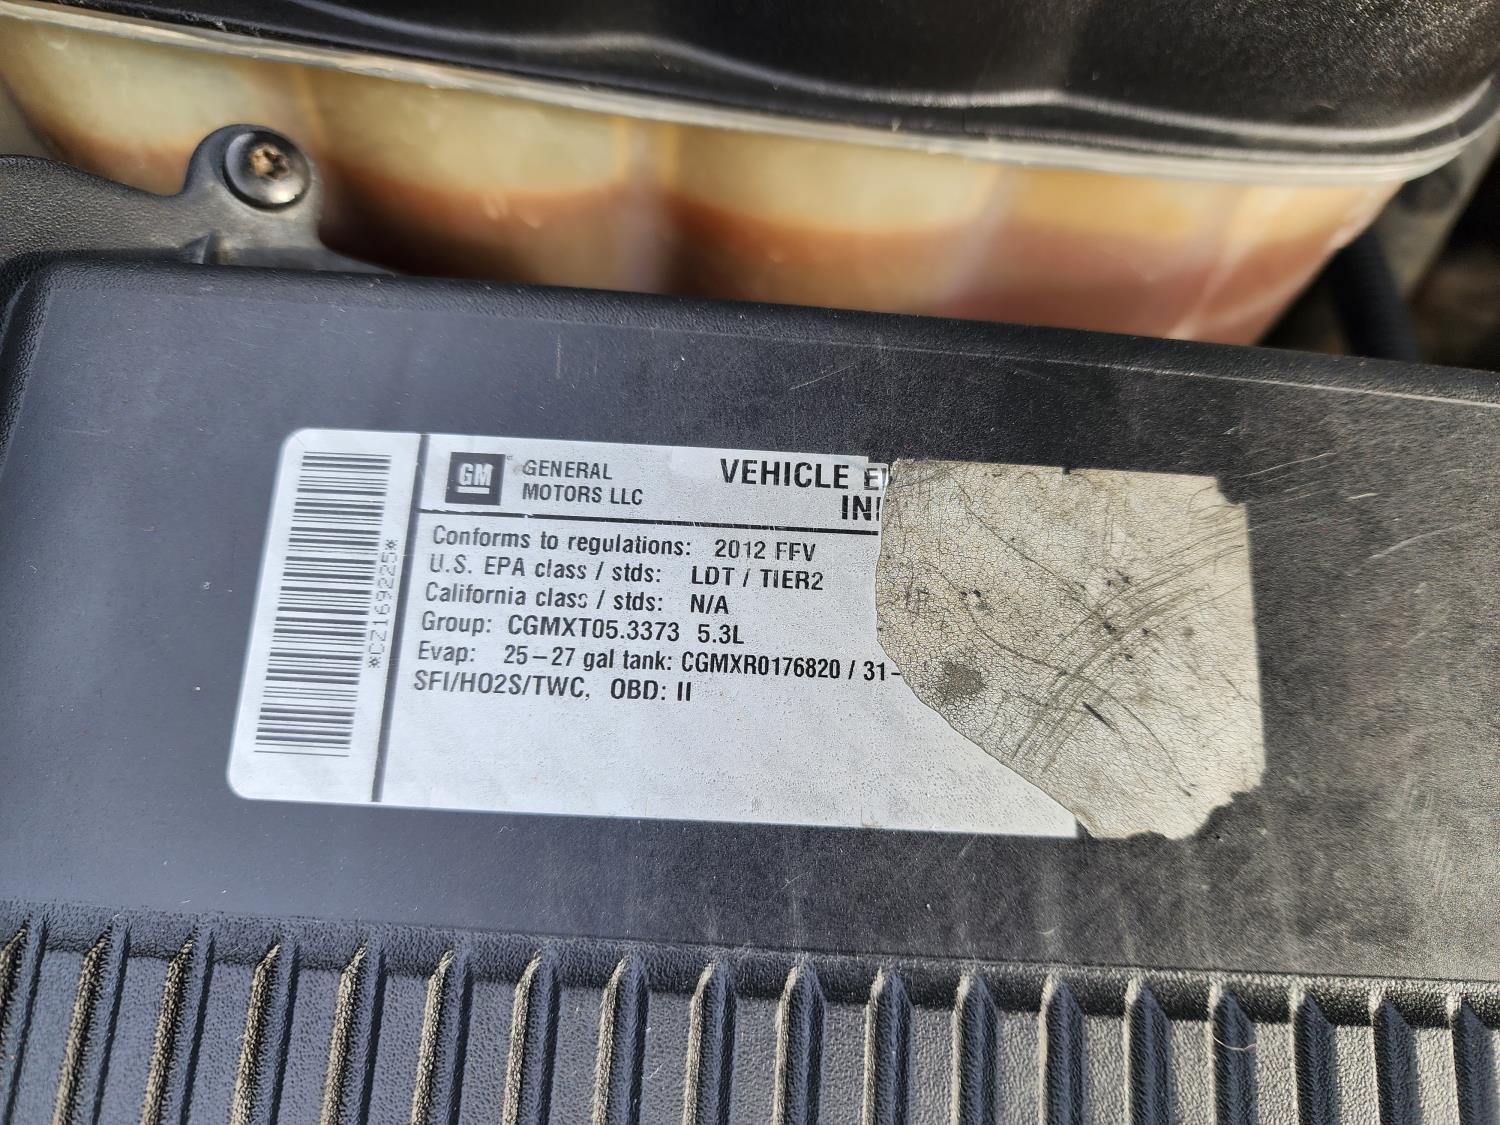 GM
GENERAL
MOTORS LLC
VEHICLE
Conforms to regulations: 2012 FFV
U.S. EPA class / stds: LDT / TIER2
California class / stds: N/A
Group: CGMXT05.3373 5.3L
Evap: 25-27 gal tank: CGMXR0176820 / 31-
SFI/HO2S/TWC, OBD: II
*CZ169225*